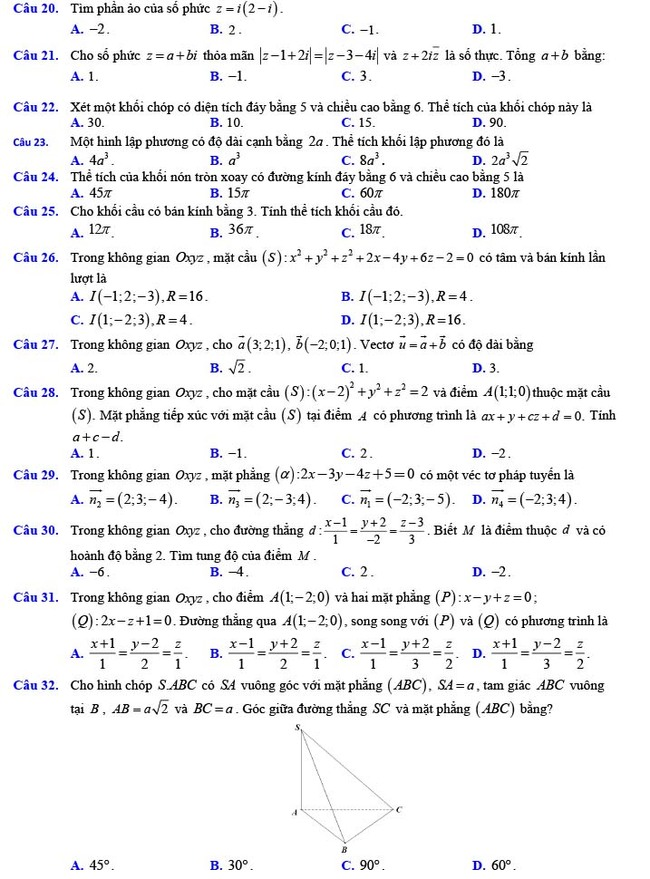 Câu 20. Tìm phần ảo của số phức z = i(2 − i).
A. −2. B. 2. C. −1. D. 1.
Câu 21. Cho số phức z = a + bi thỏa mãn |z − 1 + 2i| = |z − 3 − 4i| và z + 2iz̅ là số thực. Tổng a + b bằng:
A. 1. B. −1. C. 3. D. −3.
Câu 22. Xét một khối chóp có diện tích đáy bằng 5 và chiều cao bằng 6. Thể tích của khối chóp này là
A. 30. B. 10. C. 15. D. 90.
Câu 23. Một hình lập phương có độ dài cạnh bằng 2a. Thể tích khối lập phương đó là
A. 4a³. B. a³ C. 8a³. D. 2a³√2
Câu 24. Thể tích của khối nón tròn xoay có đường kính đáy bằng 6 và chiều cao bằng 5 là
A. 45π B. 15π C. 60π D. 180π
Câu 25. Cho khối cầu có bán kính bằng 3. Tính thể tích khối cầu đó.
A. 12π. B. 36π. C. 18π. D. 108π.
Câu 26. Trong không gian Oxyz, mặt cầu (S): x² + y² + z² + 2x − 4y + 6z − 2 = 0 có tâm và bán kính lần
lượt là
A. I(−1;2;−3), R = 16. B. I(−1;2;−3), R = 4.
C. I(1;−2;3), R = 4. D. I(1;−2;3), R = 16.
Câu 27. Trong không gian Oxyz, cho a⃗(3;2;1), b⃗(−2;0;1). Vectơ u⃗ = a⃗ + b⃗ có độ dài bằng
A. 2. B. √2. C. 1. D. 3.
Câu 28. Trong không gian Oxyz, cho mặt cầu (S): (x − 2)² + y² + z² = 2 và điểm A(1;1;0) thuộc mặt cầu
(S). Mặt phẳng tiếp xúc với mặt cầu (S) tại điểm A có phương trình là ax + y + cz + d = 0. Tính
a + c − d.
A. 1. B. −1. C. 2. D. −2.
Câu 29. Trong không gian Oxyz, mặt phẳng (α): 2x − 3y − 4z + 5 = 0 có một véc tơ pháp tuyến là
A. n₂⃗ = (2;3;−4). B. n₃⃗ = (2;−3;4). C. n₁⃗ = (−2;3;−5). D. n₄⃗ = (−2;3;4).
Câu 30. Trong không gian Oxyz, cho đường thẳng d: (x−1)/1 = (y+2)/−2 = (z−3)/3. Biết M là điểm thuộc d và có
hoành độ bằng 2. Tìm tung độ của điểm M.
A. −6. B. −4. C. 2. D. −2.
Câu 31. Trong không gian Oxyz, cho điểm A(1;−2;0) và hai mặt phẳng (P): x − y + z = 0;
(Q): 2x − z + 1 = 0. Đường thẳng qua A(1;−2;0), song song với (P) và (Q) có phương trình là
A. (x+1)/1 = (y−2)/2 = z/1. B. (x−1)/1 = (y+2)/2 = z/1. C. (x−1)/1 = (y+2)/3 = z/2. D. (x+1)/1 = (y−2)/3 = z/2.
Câu 32. Cho hình chóp S.ABC có SA vuông góc với mặt phẳng (ABC), SA = a, tam giác ABC vuông
tại B, AB = a√2 và BC = a. Góc giữa đường thẳng SC và mặt phẳng (ABC) bằng?
S
A C
B
A. 45°. B. 30°. C. 90°. D. 60°.